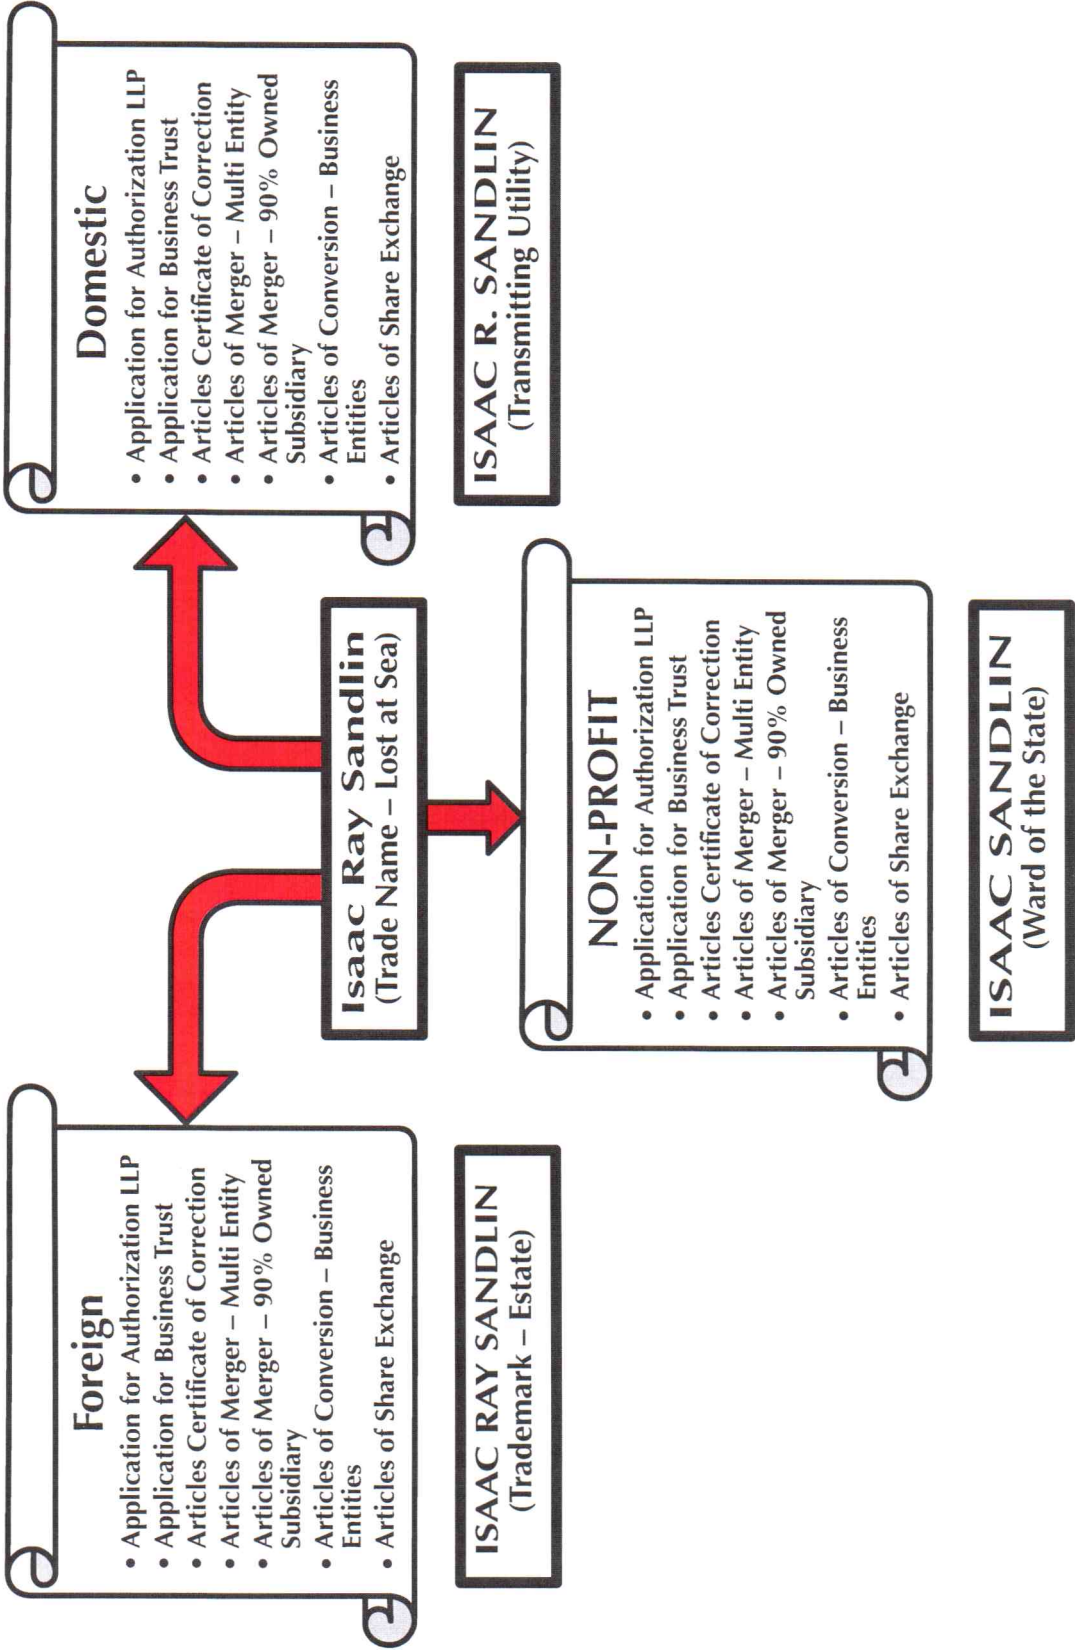 Foreign
• Application for Authorization LLP
• Application for Business Trust
• Articles Certificate of Correction
• Articles of Merger – Multi Entity
• Articles of Merger – 90% Owned
Subsidiary
• Articles of Conversion – Business
Entities
• Articles of Share Exchange
ISAAC RAY SANDLIN
(Trademark – Estate)
Isaac Ray Sandlin
(Trade Name – Lost at Sea)
NON-PROFIT
• Application for Authorization LLP
• Application for Business Trust
• Articles Certificate of Correction
• Articles of Merger – Multi Entity
• Articles of Merger – 90% Owned
Subsidiary
• Articles of Conversion – Business
Entities
• Articles of Share Exchange
ISAAC SANDLIN
(Ward of the State)
Domestic
• Application for Authorization LLP
• Application for Business Trust
• Articles Certificate of Correction
• Articles of Merger – Multi Entity
• Articles of Merger – 90% Owned
Subsidiary
• Articles of Conversion – Business
Entities
• Articles of Share Exchange
ISAAC R. SANDLIN
(Transmitting Utility)